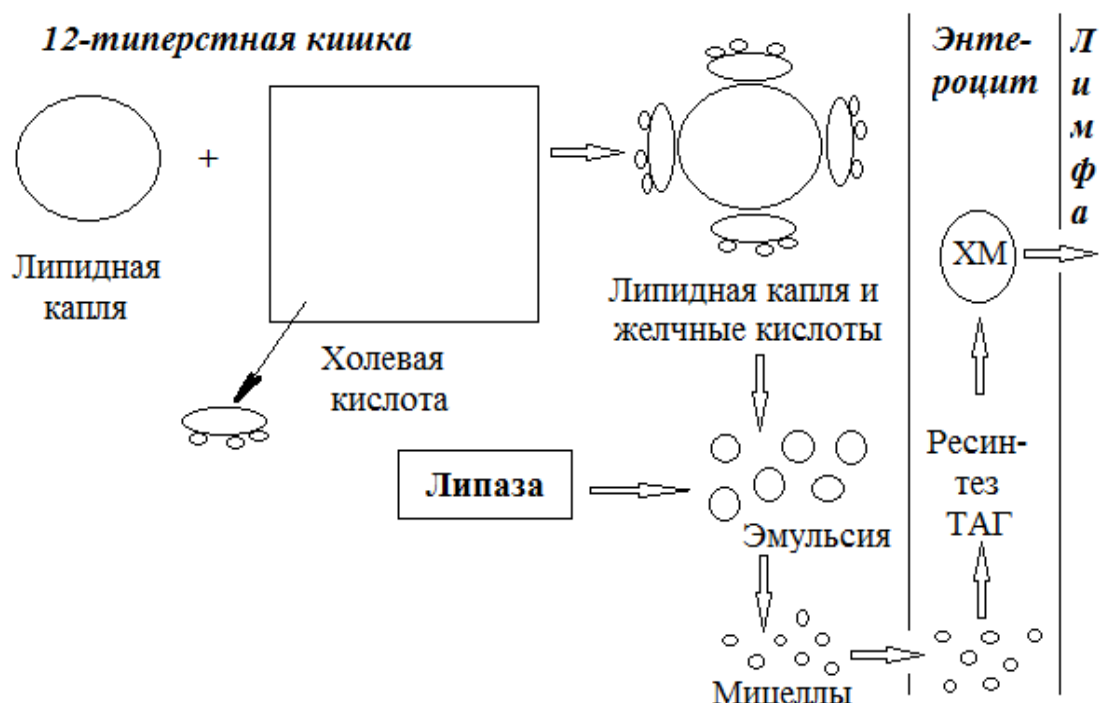 12-типерстная кишка
Энте-
роцит
Лимфа
+
Липидная
капля
Холевая
кислота
Липидная капля и
желчные кислоты
ХМ
Липаза
Эмульсия
Ресин-
тез
ТАГ
Мицеллы